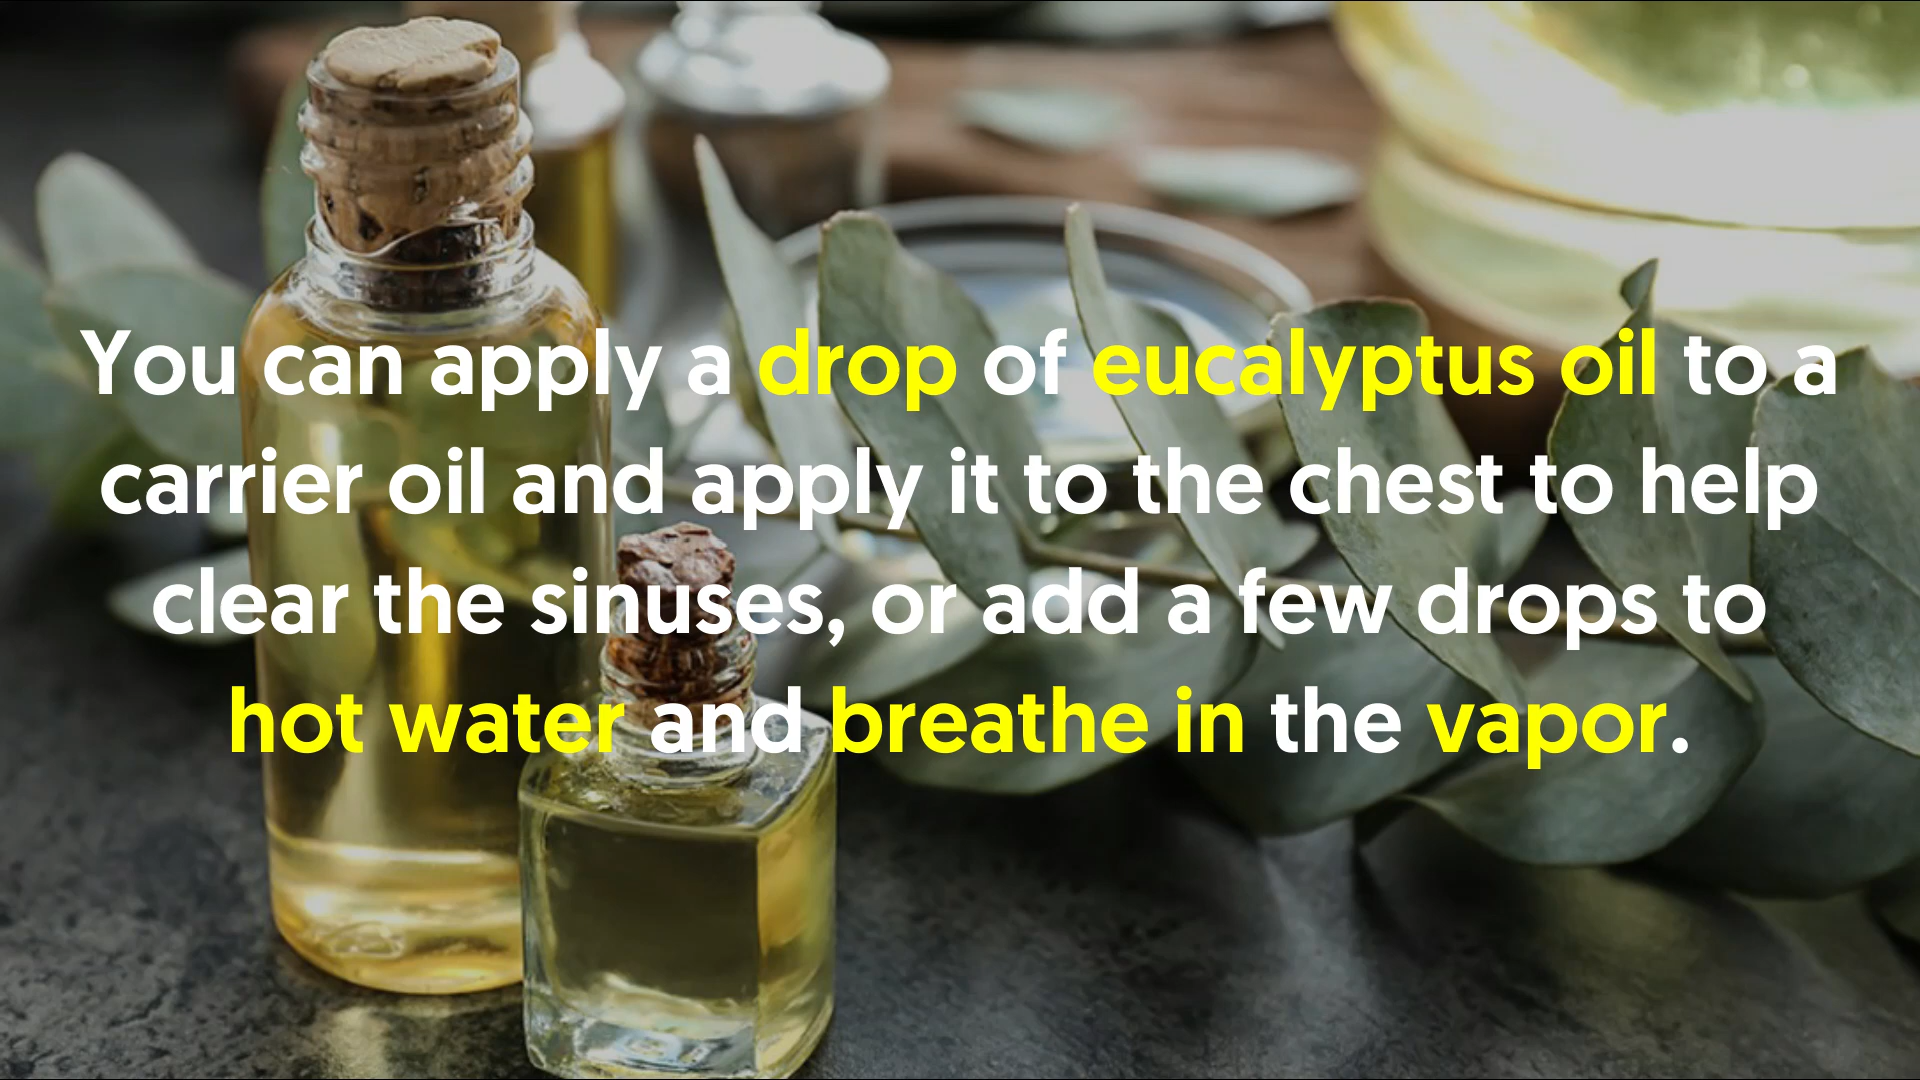 You can apply a drop of eucalyptus oil to a
carrier oil and apply it to the chest to help
clear the sinuses, or add a few drops to
hot water and breathe in the vapor.